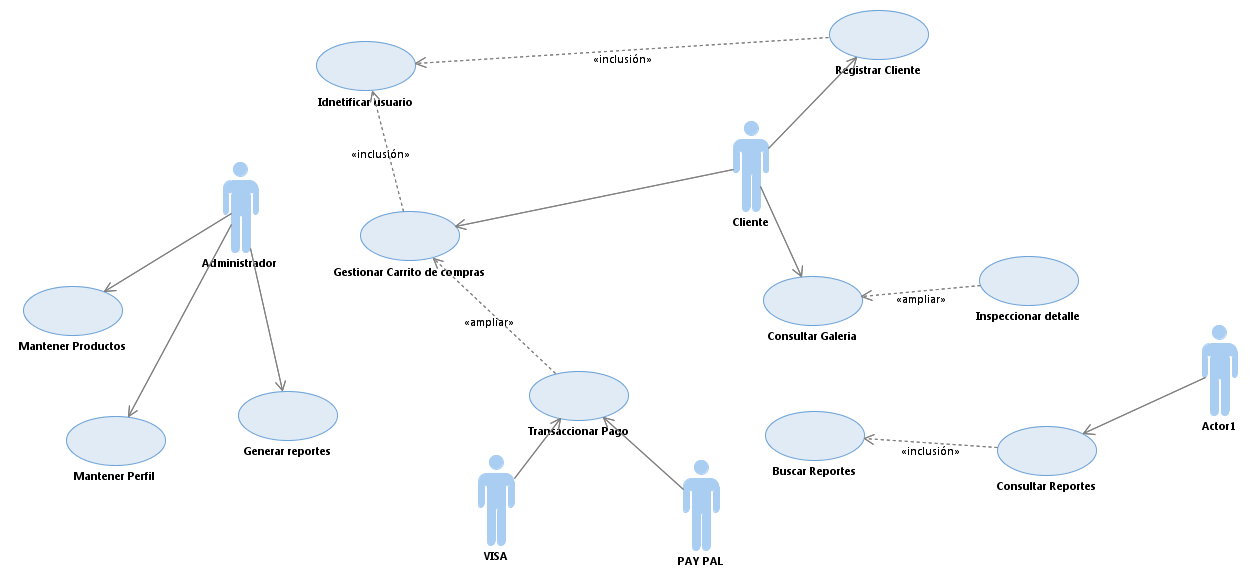 «inclusión»
Registrar Cliente
Idnetificar usuario
«inclusión»
Cliente
Administrador
Gestionar Carrito de compras
«ampliar»
Inspeccionar detalle
«ampliar»
Consultar Galeria
Mantener Productos
Actor1
Transaccionar Pago
Generar reportes
«inclusión»
Buscar Reportes
Mantener Perfil
Consultar Reportes
VISA
PAY PAL